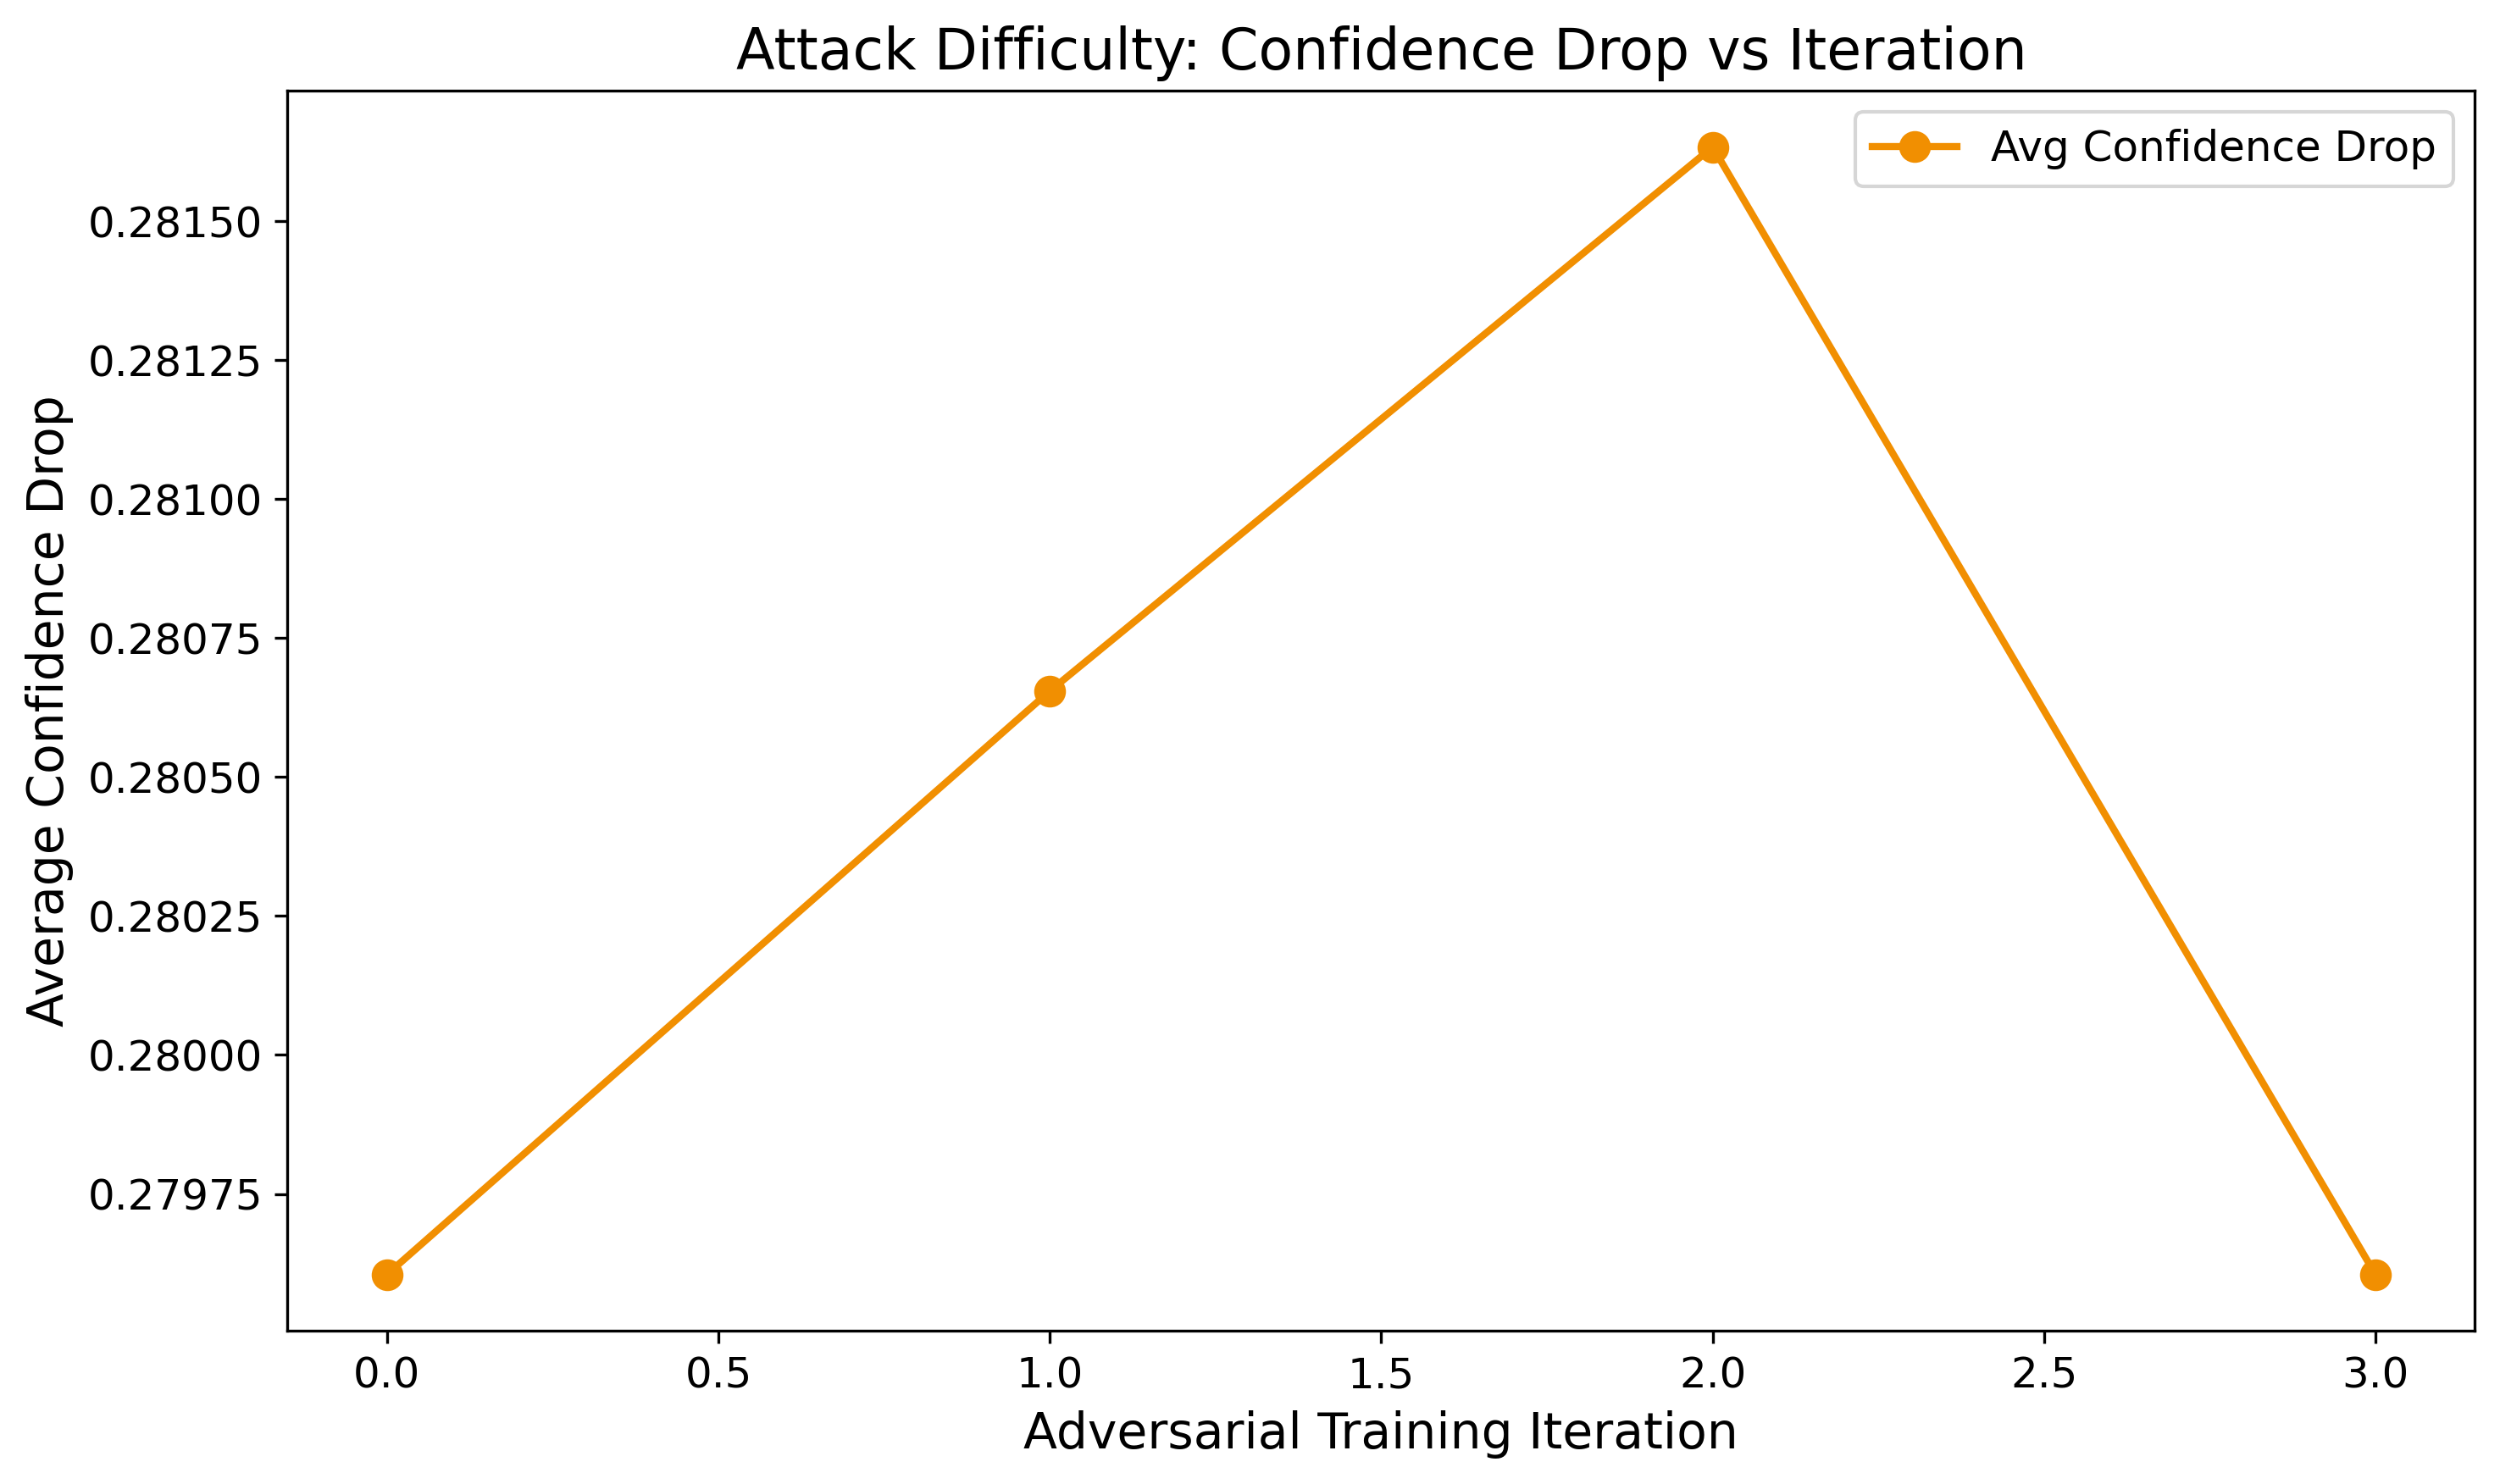 Attack Difficulty: Confidence Drop vs Iteration
Avg Confidence Drop
Average Confidence Drop
0.28150
0.28125
0.28100
0.28075
0.28050
0.28025
0.28000
0.27975
0.0 0.5 1.0 1.5 2.0 2.5 3.0
Adversarial Training Iteration